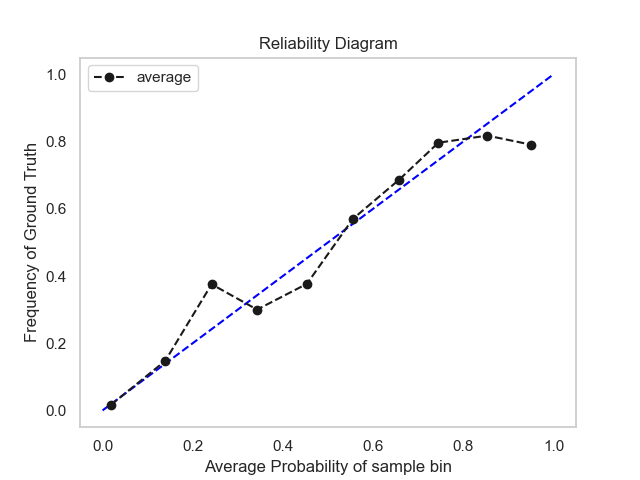 Reliability Diagram
average
Frequency of Ground Truth
1.0
0.8
0.6
0.4
0.2
0.0
0.0 0.2 0.4 0.6 0.8 1.0
Average Probability of sample bin